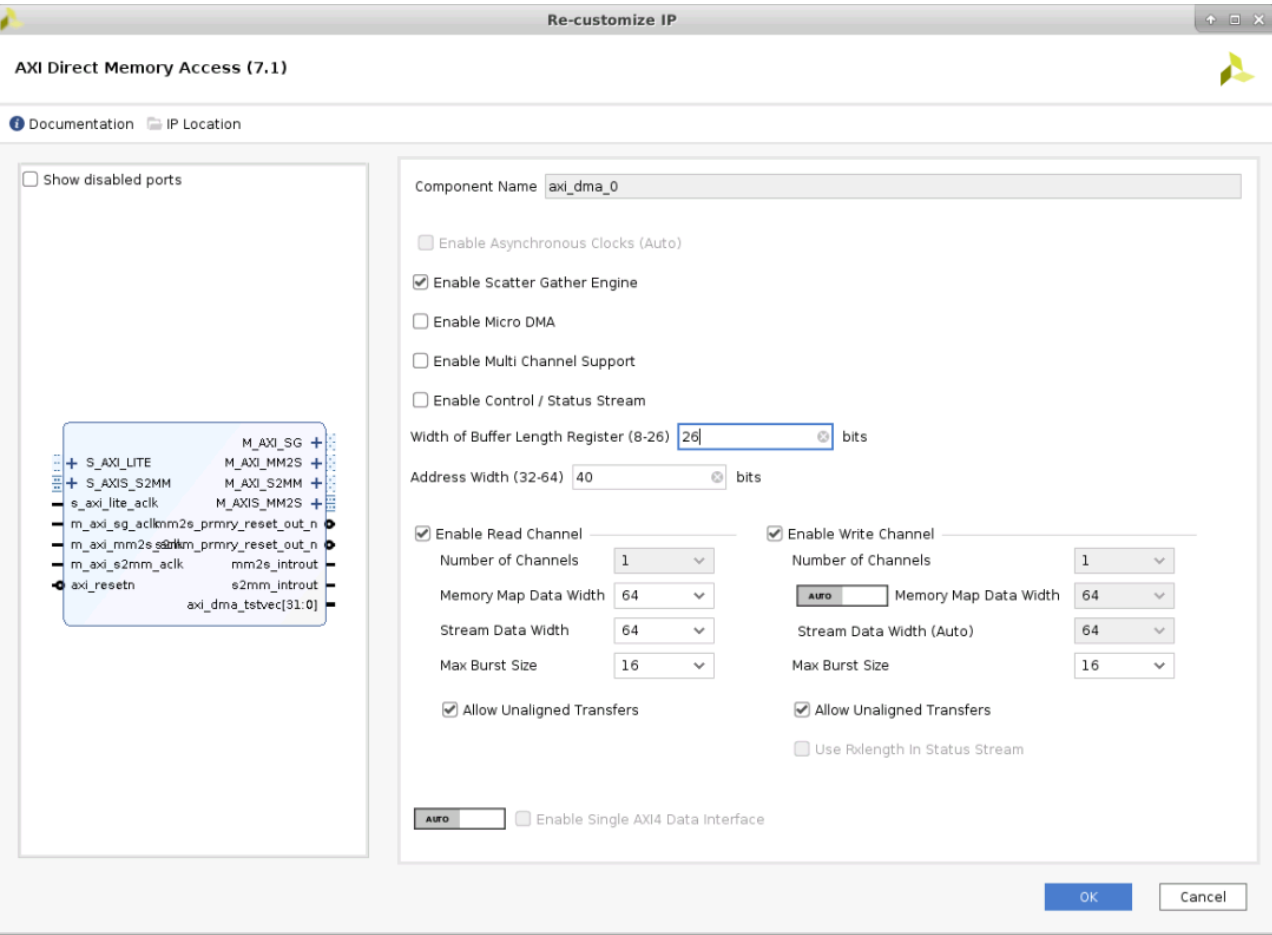 Re-customize IP
AXI Direct Memory Access (7.1)
Documentation IP Location
Show disabled ports
M_AXI_SG
S_AXI_LITE M_AXI_MM2S
S_AXIS_S2MM M_AXI_S2MM
s_axi_lite_aclk M_AXIS_MM2S
m_axi_sg_aclk mm2s_prmry_reset_out_n
m_axi_mm2s prmry_reset_out_n
m_axi_s2mm_aclk mm2s_introut
axi_resetn s2mm_introut
axi_dma_tstvec[31:0]
Component Name axi_dma_0
Enable Asynchronous Clocks (Auto)
Enable Scatter Gather Engine
Enable Micro DMA
Enable Multi Channel Support
Enable Control / Status Stream
Width of Buffer Length Register (8-26) 26 bits
Address Width (32-64) 40 bits
Enable Read Channel
Number of Channels 1
Memory Map Data Width 64
Stream Data Width 64
Max Burst Size 16
Allow Unaligned Transfers
Enable Write Channel
Number of Channels 1
AUTO Memory Map Data Width 64
Stream Data Width (Auto) 64
Max Burst Size 16
Allow Unaligned Transfers
Use Rxlength In Status Stream
AUTO Enable Single AXI4 Data Interface
OK Cancel